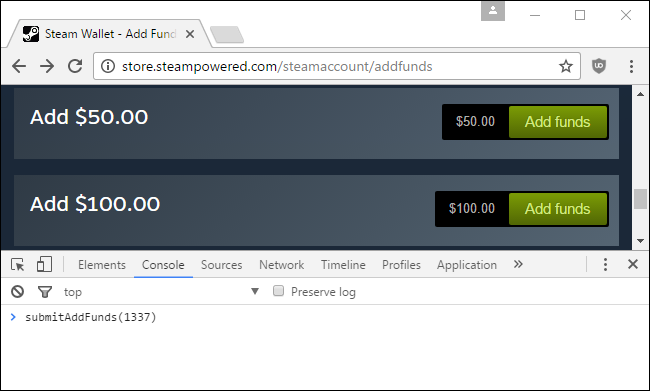 Steam Wallet - Add Fund
store.steampowered.com/steamaccount/addfunds
Add $50.00
$50.00 Add funds
Add $100.00
$100.00 Add funds
Elements Console Sources Network Timeline Profiles Application »
top Preserve log
> submitAddFunds(1337)